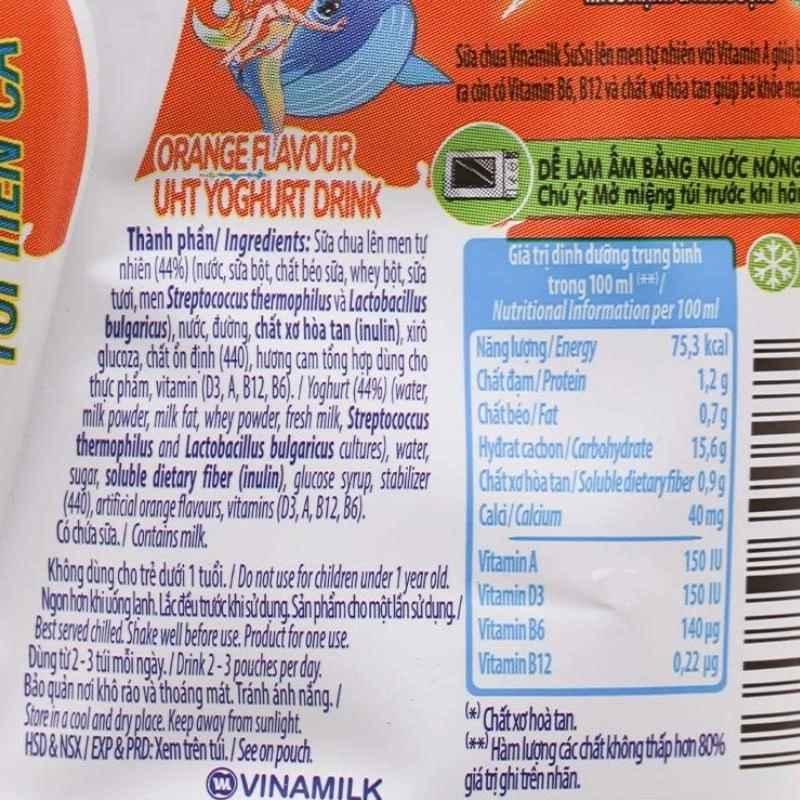 Sữa chua Vinamilk SuSu lên men tự nhiên với Vitamin A giúp
ra còn có Vitamin B6, B12 và chất xơ hòa tan giúp bé khỏe
ORANGE FLAVOUR
UHT YOGHURT DRINK
DỄ LÀM ẤM BẰNG NƯỚC NÓNG
Chú ý: Mở miệng túi trước khi
Thành phần/ Ingredients: Sữa chua lên men tự
nhiên (44%) (nước, sữa bột, chất béo sữa, whey bột, sữa
tươi, men Streptococcus thermophilus và Lactobacillus
bulgaricus), nước, đường, chất xơ hòa tan (inulin), xirô
glucoza, chất ổn định (440), hương cam tổng hợp dùng cho
thực phẩm, vitamin (D3, A, B12, B6). / Yoghurt (44%) (water,
milk powder, milk fat, whey powder, fresh milk, Streptococcus
thermophilus and Lactobacillus bulgaricus cultures), water,
sugar, soluble dietary fiber (inulin), glucose syrup, stabilizer
(440), artificial orange flavours, vitamins (D3, A, B12, B6).
Có chứa sữa. / Contains milk.
Không dùng cho trẻ dưới 1 tuổi. / Do not use for children under 1 year old.
Ngon hơn khi uống lạnh. Lắc đều trước khi sử dụng. Sản phẩm cho một lần sử dụng. /
Best served chilled. Shake well before use. Product for one use.
Dùng từ 2 - 3 túi mỗi ngày. / Drink 2 - 3 pouches per day.
Bảo quản nơi khô ráo và thoáng mát. Tránh ánh nắng. /
Store in a cool and dry place. Keep away from sunlight.
HSD & NSX / EXP & PRD: Xem trên túi. / See on pouch.
VINAMILK
Giá trị dinh dưỡng trung bình
trong 100 ml (**) /
Nutritional Information per 100 ml
Năng lượng / Energy 75,3 kcal
Chất đạm / Protein 1,2 g
Chất béo / Fat 0,7 g
Hyđrat cacbon / Carbohydrate 15,6 g
Chất xơ hòa tan / Soluble dietary fiber 0,9 g
Calci / Calcium 40 mg
Vitamin A 150 IU
Vitamin D3 150 IU
Vitamin B6 140 µg
Vitamin B12 0,22 µg
(*) Chất xơ hoà tan.
(**) Hàm lượng các chất không thấp hơn 80%
giá trị ghi trên nhãn.